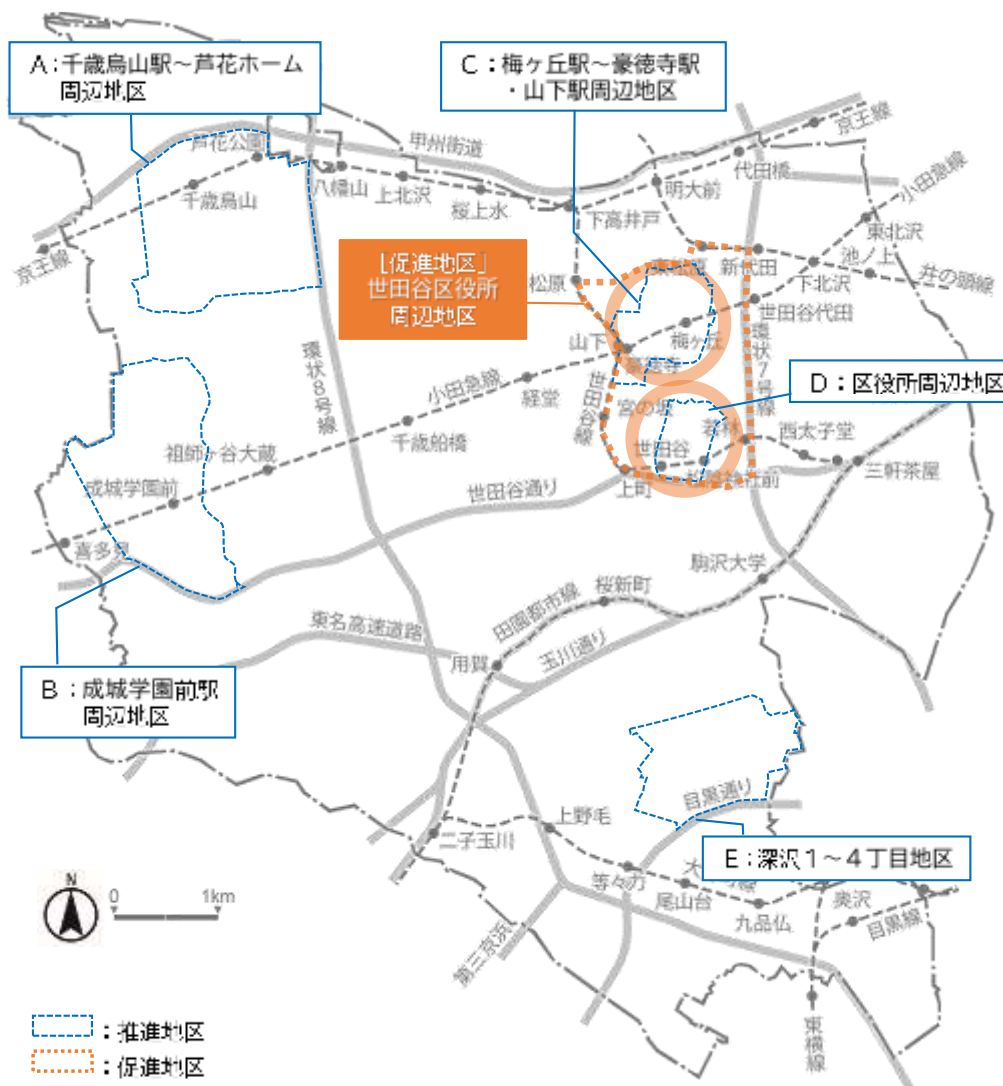 A:千歳烏山駅～芦花ホーム
周辺地区
C:梅ヶ丘駅～豪徳寺駅
・山下駅周辺地区
甲州街道
京王線
芦花公園
代田橋
八幡山
上北沢
桜上水
千歳烏山
下高井戸
明大前
小田急線
東北沢
池ノ上
京王線
[促進地区]
世田谷区役所
周辺地区
松原
東松原
新代田
下北沢
井の頭線
世田谷代田
梅ヶ丘
山下
豪徳寺
環状8号線
環状7号線
小田急線
経堂
世田谷線
宮の坂
D:区役所周辺地区
千歳船橋
若林
西太子堂
祖師ヶ谷大蔵
世田谷
三軒茶屋
成城学園前
世田谷通り
上町
松陰神社前
喜多見
駒沢大学
桜新町
田園都市線
東名高速道路
玉川通り
用賀
B:成城学園前駅
周辺地区
目黒通り
上野毛
二子玉川
E:深沢1～4丁目地区
等々力
尾山台
奥沢
九品仏
目黒線
第三京浜
東横線
N
0 1km
:推進地区
:促進地区